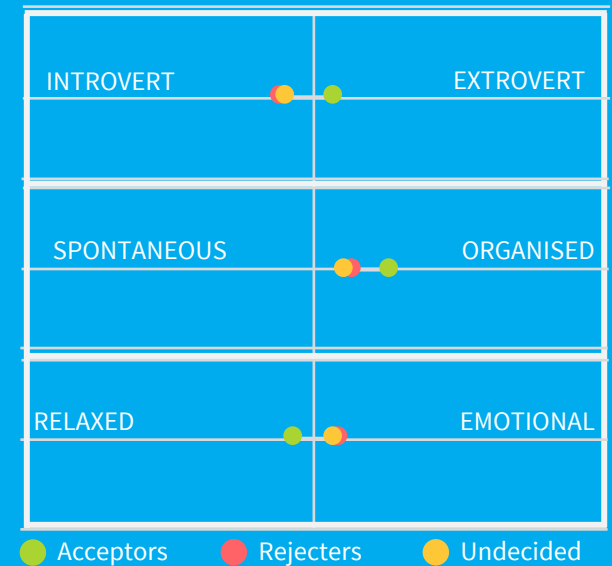 INTROVERT EXTROVERT
SPONTANEOUS ORGANISED
RELAXED EMOTIONAL
Acceptors Rejecters Undecided